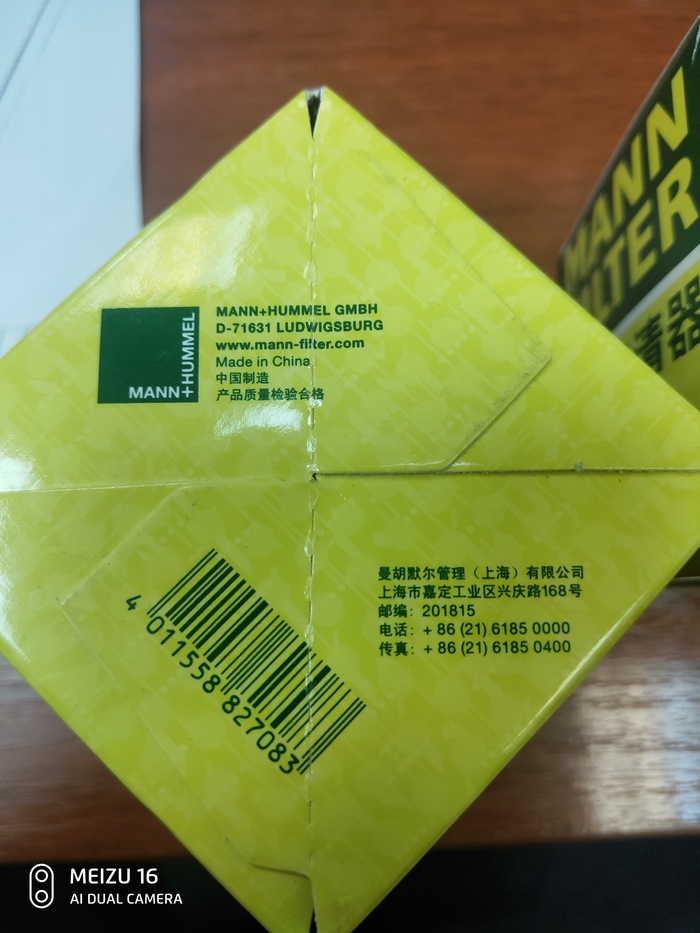 MANN
FILTER
清器
MANN+HUMMEL
MANN+HUMMEL GMBH
D-71631 LUDWIGSBURG
www.mann-filter.com
Made in China
中国制造
产品质量检验合格
曼胡默尔管理（上海）有限公司
上海市嘉定工业区兴庆路168号
邮编：201815
电话：+ 86 (21) 6185 0000
传真：+ 86 (21) 6185 0400
4 011558 827083
MEIZU 16
AI DUAL CAMERA